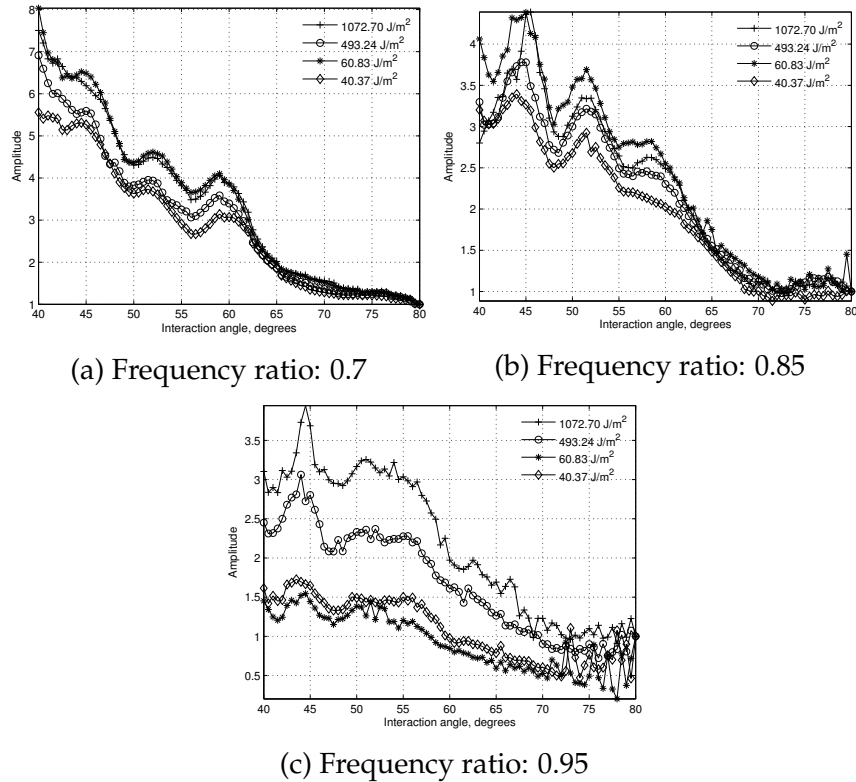 8
7
6
5
4
3
2
1
40 45 50 55 60 65 70 75 80
Amplitude
Interaction angle, degrees
1072.70 J/m²
493.24 J/m²
60.83 J/m²
40.37 J/m²
(a) Frequency ratio: 0.7
4
3.5
3
2.5
2
1.5
1
40 45 50 55 60 65 70 75 80
Amplitude
Interaction angle, degrees
1072.70 J/m²
493.24 J/m²
60.83 J/m²
40.37 J/m²
(b) Frequency ratio: 0.85
3.5
3
2.5
2
1.5
1
0.5
40 45 50 55 60 65 70 75 80
Amplitude
Interaction angle, degrees
1072.70 J/m²
493.24 J/m²
60.83 J/m²
40.37 J/m²
(c) Frequency ratio: 0.95